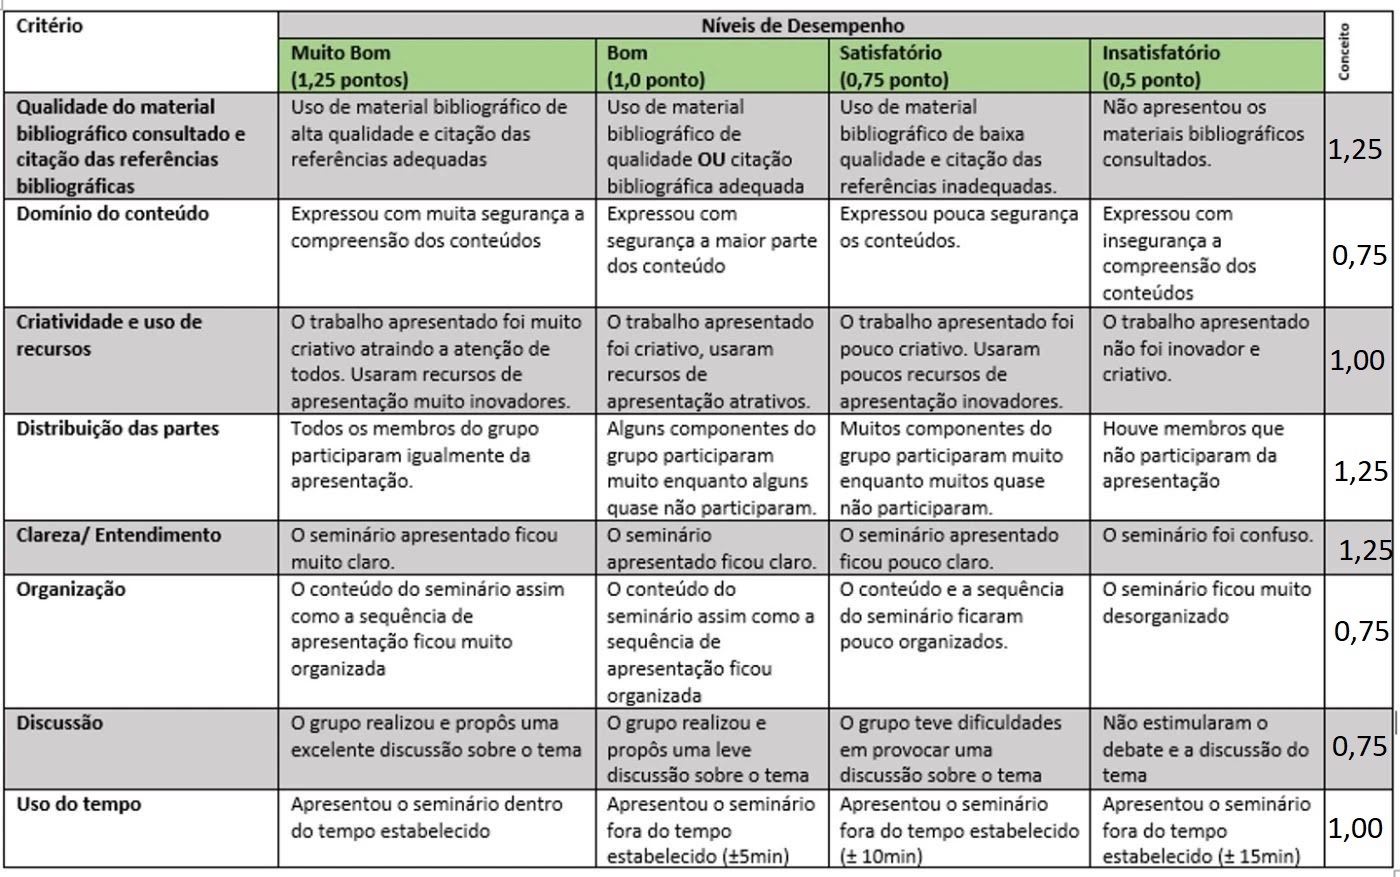 Critério
Níveis de Desempenho
Conceito
Muito Bom
(1,25 pontos)
Bom
(1,0 ponto)
Satisfatório
(0,75 ponto)
Insatisfatório
(0,5 ponto)
Qualidade do material
bibliográfico consultado e
citação das referências
bibliográficas
Uso de material bibliográfico de
alta qualidade e citação das
referências adequadas
Uso de material
bibliográfico de
qualidade OU citação
bibliográfica adequada
Uso de material
bibliográfico de baixa
qualidade e citação das
referências inadequadas.
Não apresentou os
materiais bibliográficos
consultados.
1,25
Domínio do conteúdo
Expressou com muita segurança a
compreensão dos conteúdos
Expressou com
segurança a maior parte
dos conteúdo
Expressou pouca segurança
os conteúdos.
Expressou com
insegurança a
compreensão dos
conteúdos
0,75
Criatividade e uso de
recursos
O trabalho apresentado foi muito
criativo atraindo a atenção de
todos. Usaram recursos de
apresentação muito inovadores.
O trabalho apresentado
foi criativo, usaram
recursos de
apresentação atrativos.
O trabalho apresentado foi
pouco criativo. Usaram
poucos recursos de
apresentação inovadores.
O trabalho apresentado
não foi inovador e
criativo.
1,00
Distribuição das partes
Todos os membros do grupo
participaram igualmente da
apresentação.
Alguns componentes do
grupo participaram
muito enquanto alguns
quase não participaram.
Muitos componentes do
grupo participaram muito
enquanto muitos quase
não participaram.
Houve membros que
não participaram da
apresentação
1,25
Clareza/ Entendimento
O seminário apresentado ficou
muito claro.
O seminário
apresentado ficou claro.
O seminário apresentado
ficou pouco claro.
O seminário foi confuso.
1,25
Organização
O conteúdo do seminário assim
como a sequência de
apresentação ficou muito
organizada
O conteúdo do
seminário assim como a
sequência de
apresentação ficou
organizada
O conteúdo e a sequência
do seminário ficaram
pouco organizados.
O seminário ficou muito
desorganizado
0,75
Discussão
O grupo realizou e propôs uma
excelente discussão sobre o tema
O grupo realizou e
propôs uma leve
discussão sobre o tema
O grupo teve dificuldades
em provocar uma
discussão sobre o tema
Não estimularam o
debate e a discussão do
tema
0,75
Uso do tempo
Apresentou o seminário dentro
do tempo estabelecido
Apresentou o seminário
fora do tempo
estabelecido (±5min)
Apresentou o seminário
fora do tempo estabelecido
(± 10min)
Apresentou o seminário
fora do tempo
estabelecido (± 15min)
1,00